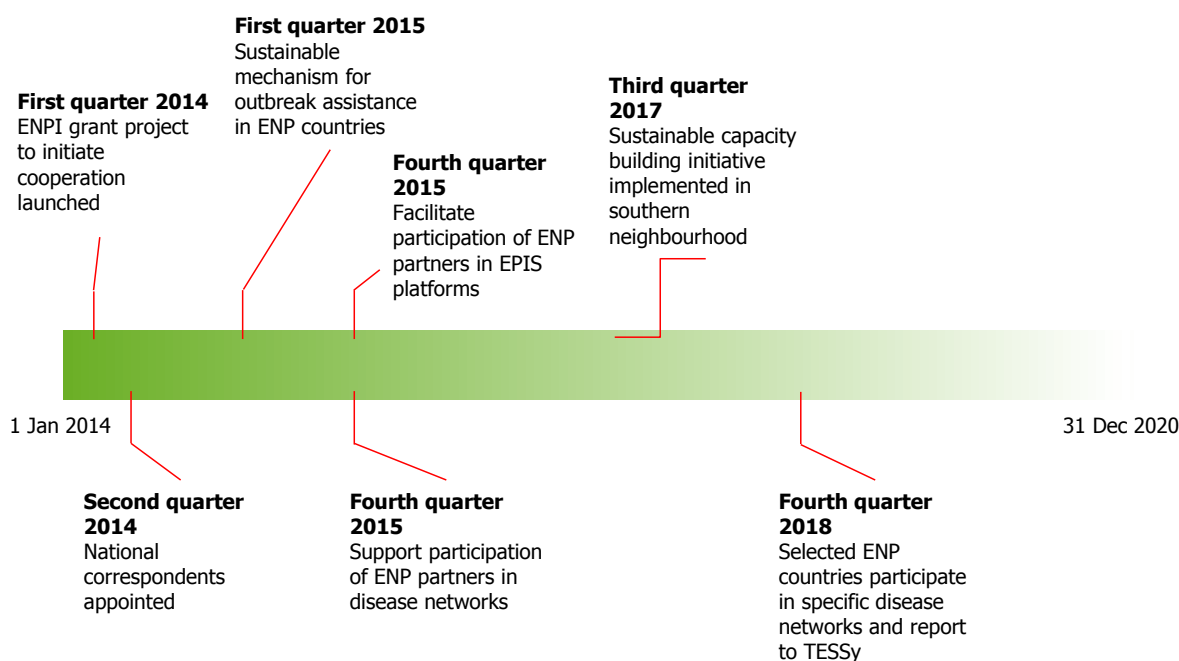 First quarter 2014
ENPI grant project
to initiate
cooperation
launched
First quarter 2015
Sustainable
mechanism for
outbreak assistance
in ENP countries
Fourth quarter
2015
Facilitate
participation of ENP
partners in EPIS
platforms
Third quarter
2017
Sustainable capacity
building initiative
implemented in
southern
neighbourhood
1 Jan 2014
31 Dec 2020
Second quarter
2014
National
correspondents
appointed
Fourth quarter
2015
Support participation
of ENP partners in
disease networks
Fourth quarter
2018
Selected ENP
countries participate
in specific disease
networks and report
to TESSy